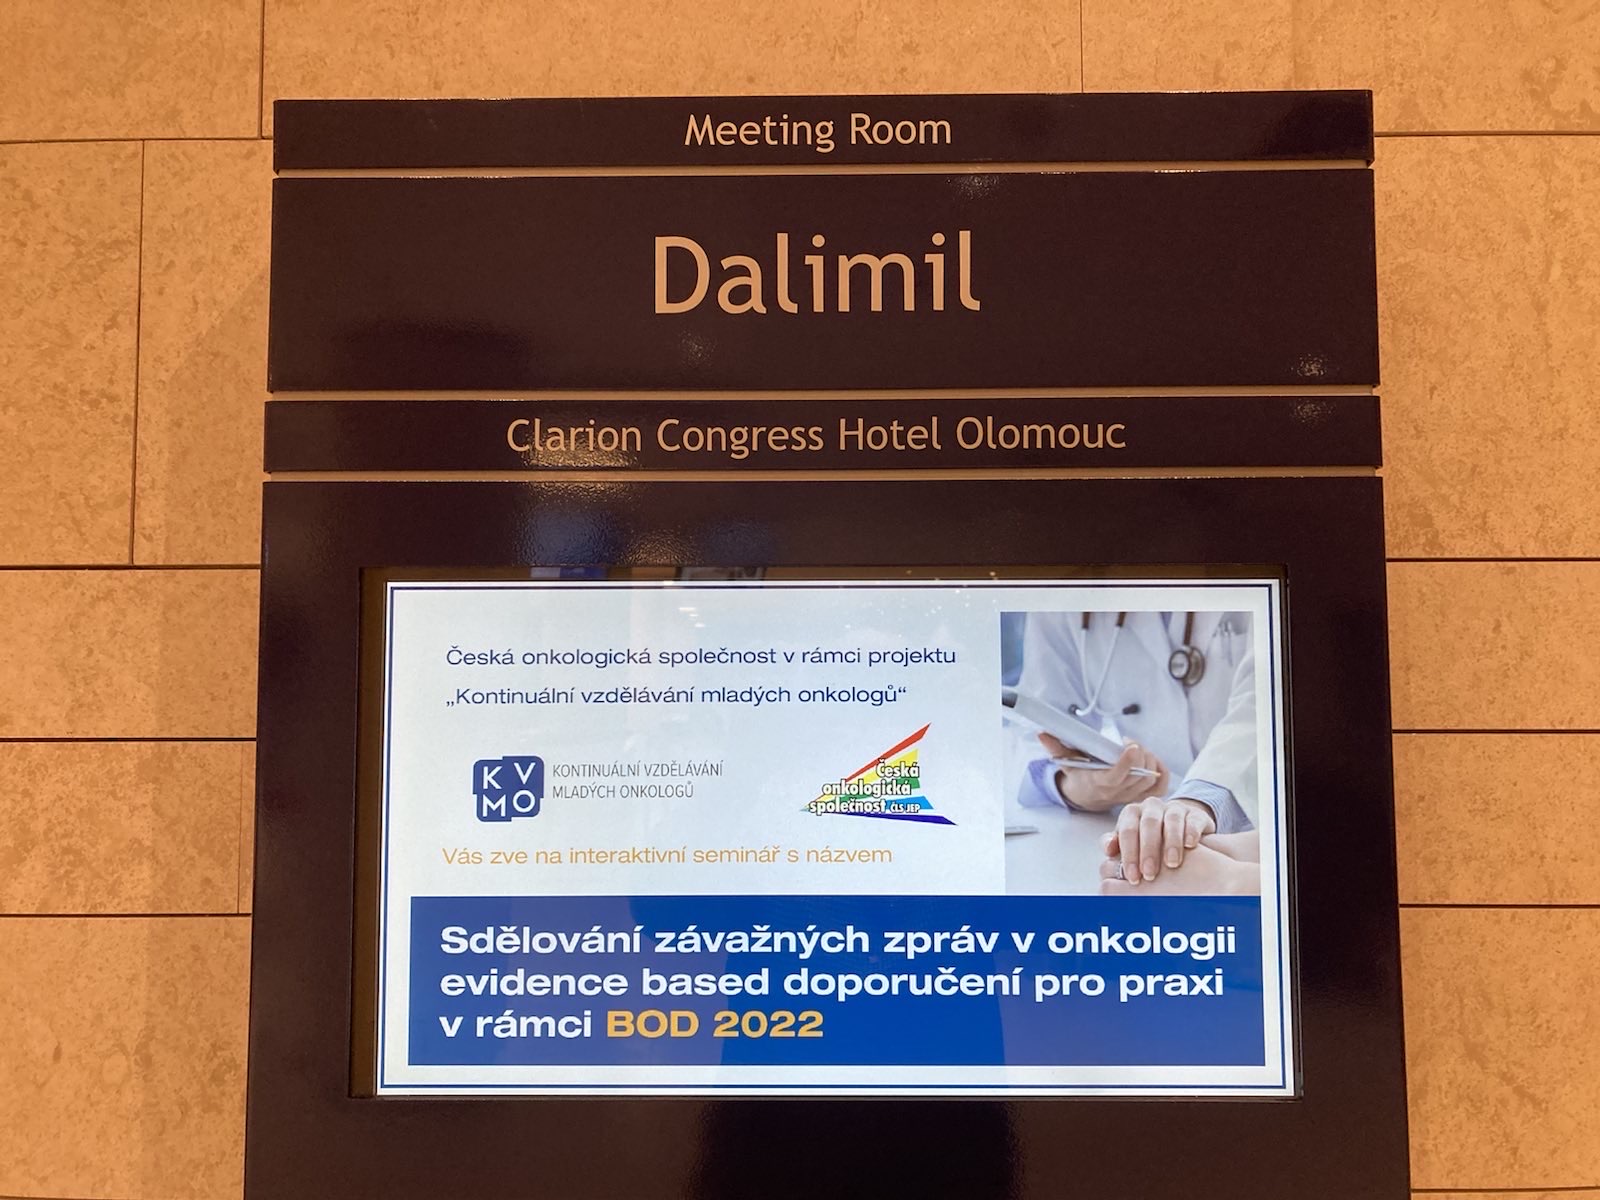 Meeting Room
Dalimil
Clarion Congress Hotel Olomouc
Česká onkologická společnost v rámci projektu
„Kontinuální vzdělávání mladých onkologů“
KV
MO
KONTINUÁLNÍ VZDĚLÁVÁNÍ
MLADÝCH ONKOLOGŮ
Česká
onkologická
společnost ČLS JEP
Vás zve na interaktivní seminář s názvem
Sdělování závažných zpráv v onkologii
evidence based doporučení pro praxi
v rámci BOD 2022